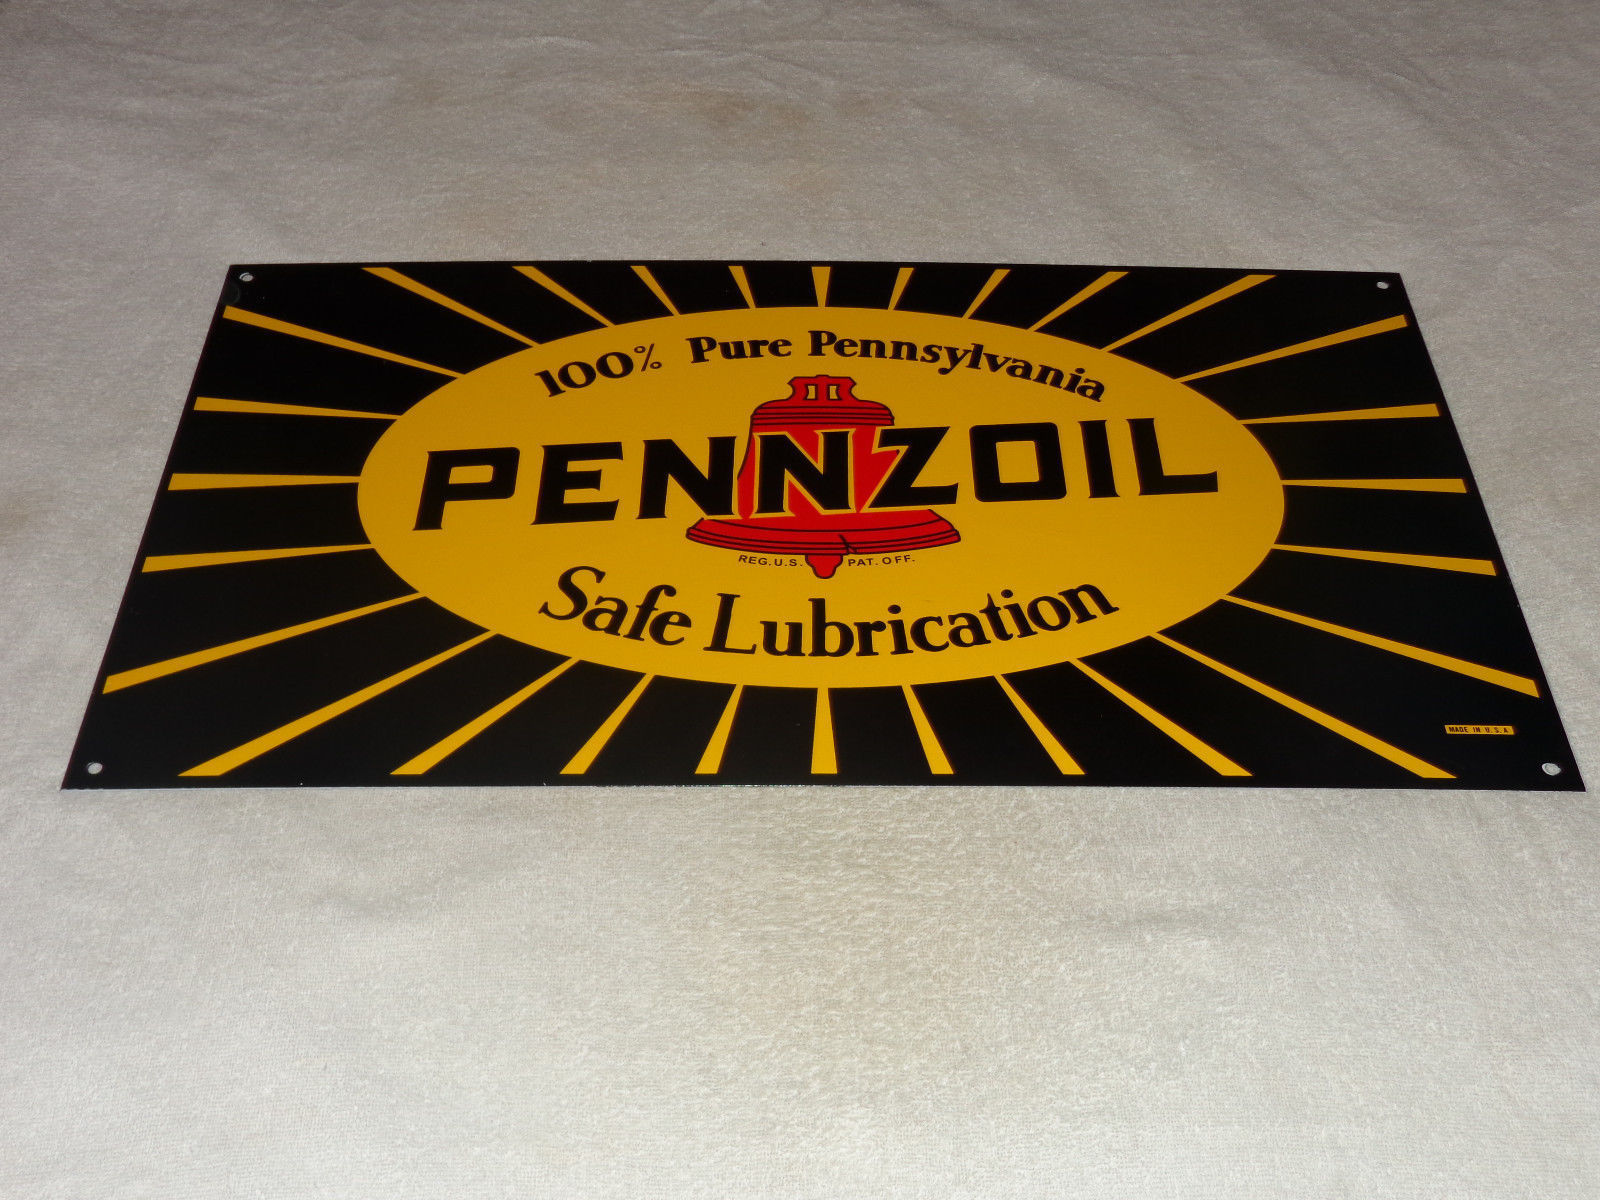 100% Pure Pennsylvania
PENNZOIL
REG. U.S. PAT. OFF.
Safe Lubrication
MADE IN U.S.A